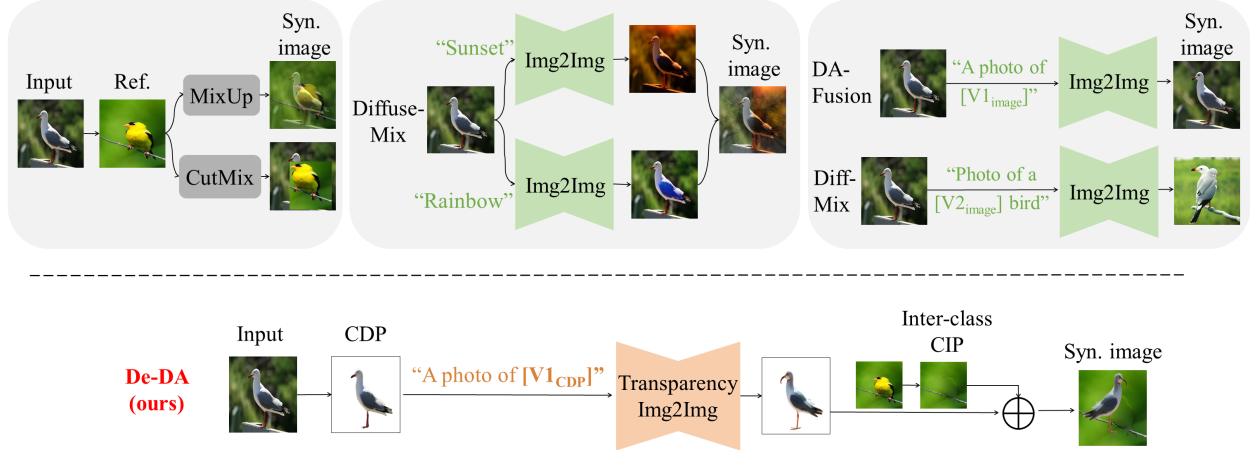 Syn.
image
Input
Ref.
MixUp
CutMix
Diffuse-
Mix
“Sunset”
Img2Img
“Rainbow”
Img2Img
Syn.
image
DA-
Fusion
“A photo of
[V1image]”
Img2Img
Syn.
image
Diff-
Mix
“Photo of a
[V2image] bird”
Img2Img
De-DA
(ours)
Input
CDP
“A photo of [V1CDP]”
Transparency
Img2Img
Inter-class
CIP
Syn. image